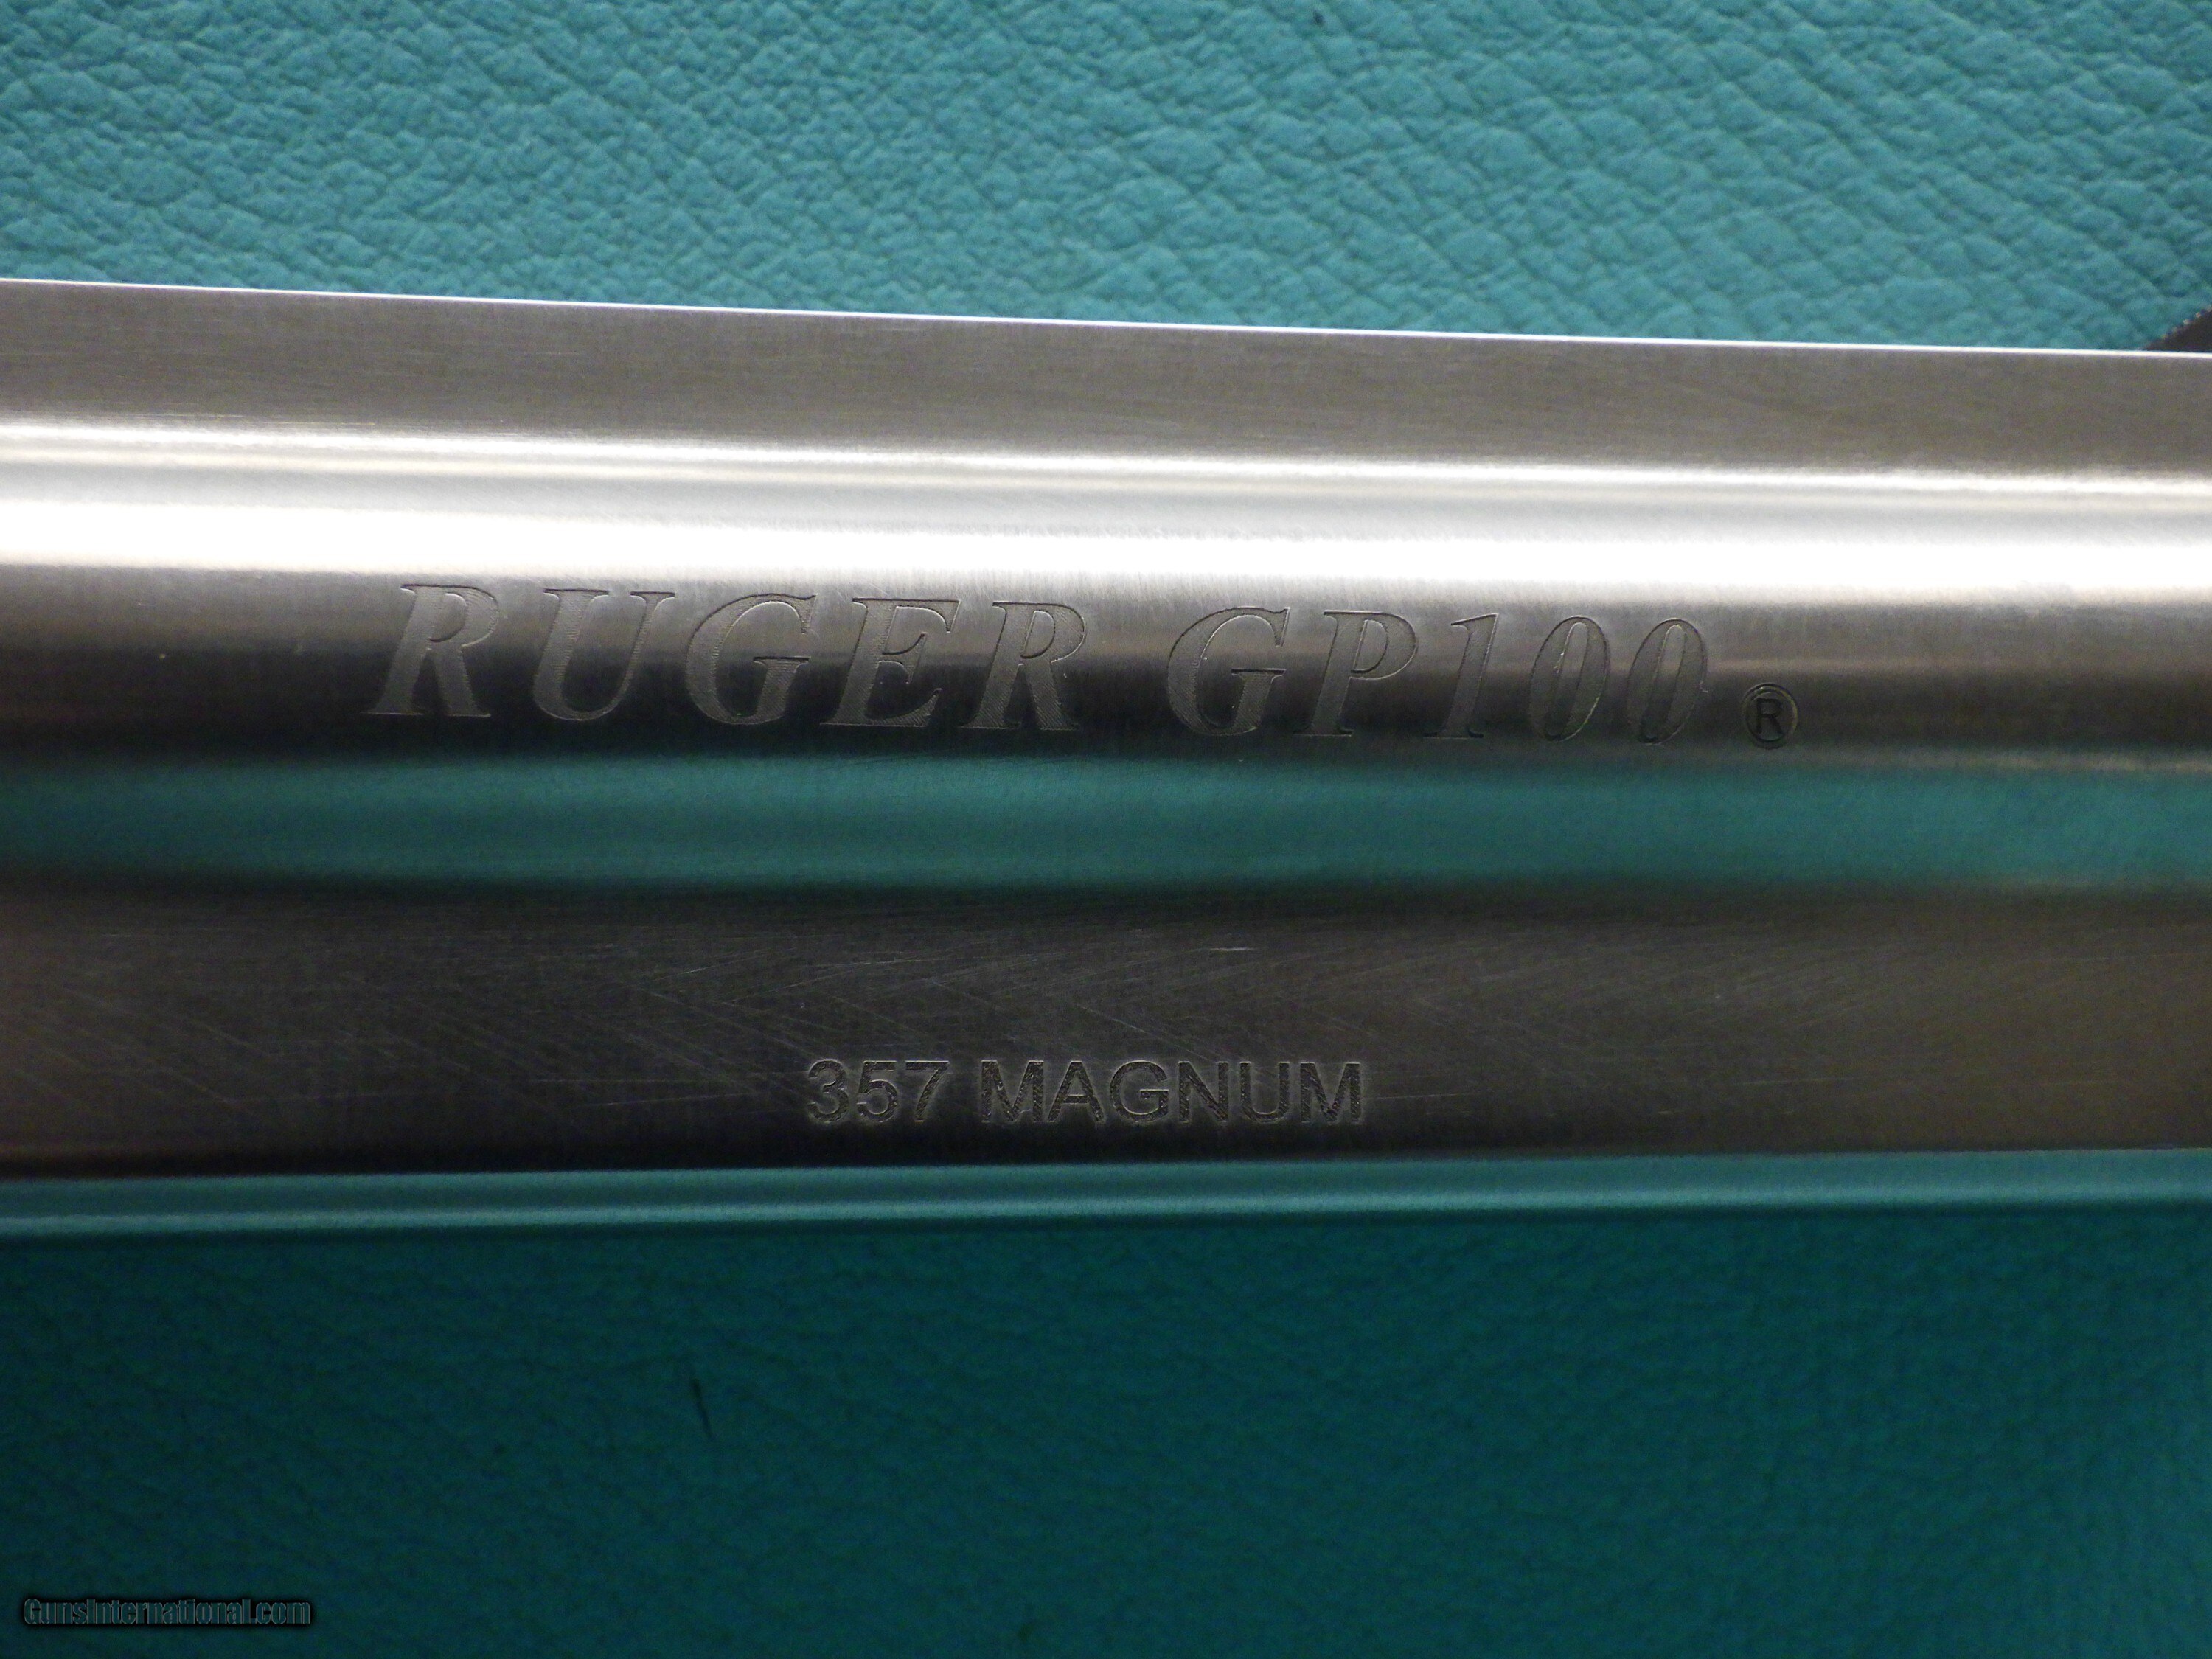 RUGER GP100 ®
357 MAGNUM
GunsInternational.com